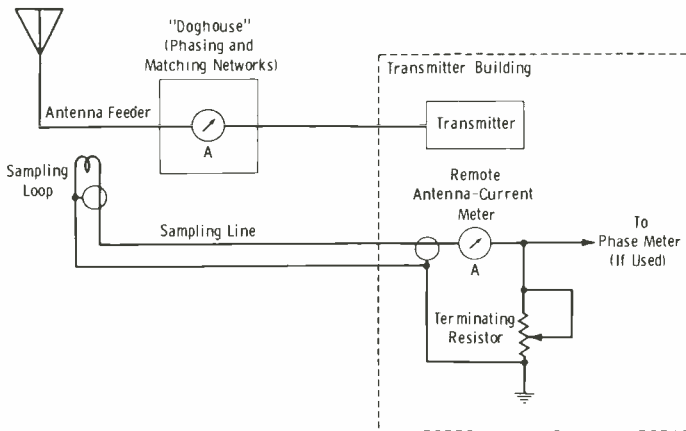 "Doghouse"
(Phasing and
Matching Networks)
Transmitter Building
Antenna Feeder
A
Transmitter
Sampling
Loop
Remote
Antenna-Current
Meter
Sampling Line
A
To
Phase Meter
(If Used)
Terminating
Resistor